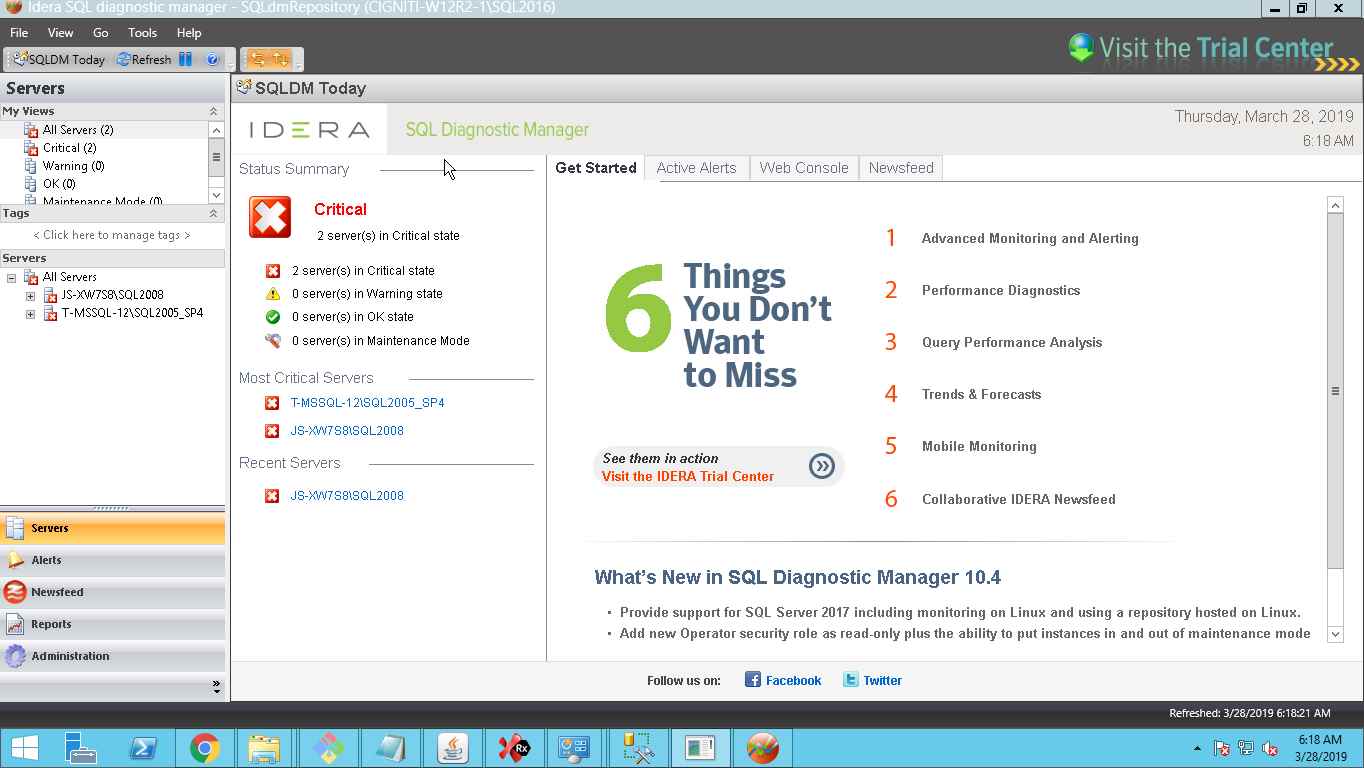 Idera SQL diagnostic manager - SQLdmRepository (CIGNITI-W12R2-1\SQL2016)
File View Go Tools Help
SQLDM Today Refresh
Visit the Trial Center
Servers
My Views
All Servers (2)
Critical (2)
Warning (0)
OK (0)
Maintenance Mode (0)
Tags
< Click here to manage tags >
Servers
All Servers
JS-XW7S8\SQL2008
T-MSSQL-12\SQL2005_SP4
Servers
Alerts
Newsfeed
Reports
Administration
SQLDM Today
IDERA
SQL Diagnostic Manager
Thursday, March 28, 2019
6:18 AM
Status Summary
Critical
2 server(s) in Critical state
2 server(s) in Critical state
0 server(s) in Warning state
0 server(s) in OK state
0 server(s) in Maintenance Mode
Most Critical Servers
T-MSSQL-12\SQL2005_SP4
JS-XW7S8\SQL2008
Recent Servers
JS-XW7S8\SQL2008
Get Started Active Alerts Web Console Newsfeed
6 Things
You Don't
Want
to Miss
See them in action
Visit the IDERA Trial Center
1 Advanced Monitoring and Alerting
2 Performance Diagnostics
3 Query Performance Analysis
4 Trends & Forecasts
5 Mobile Monitoring
6 Collaborative IDERA Newsfeed
What's New in SQL Diagnostic Manager 10.4
• Provide support for SQL Server 2017 including monitoring on Linux and using a repository hosted on Linux.
• Add new Operator security role as read-only plus the ability to put instances in and out of maintenance mode
Follow us on: Facebook Twitter
Refreshed: 3/28/2019 6:18:21 AM
Rx
6:18 AM
3/28/2019